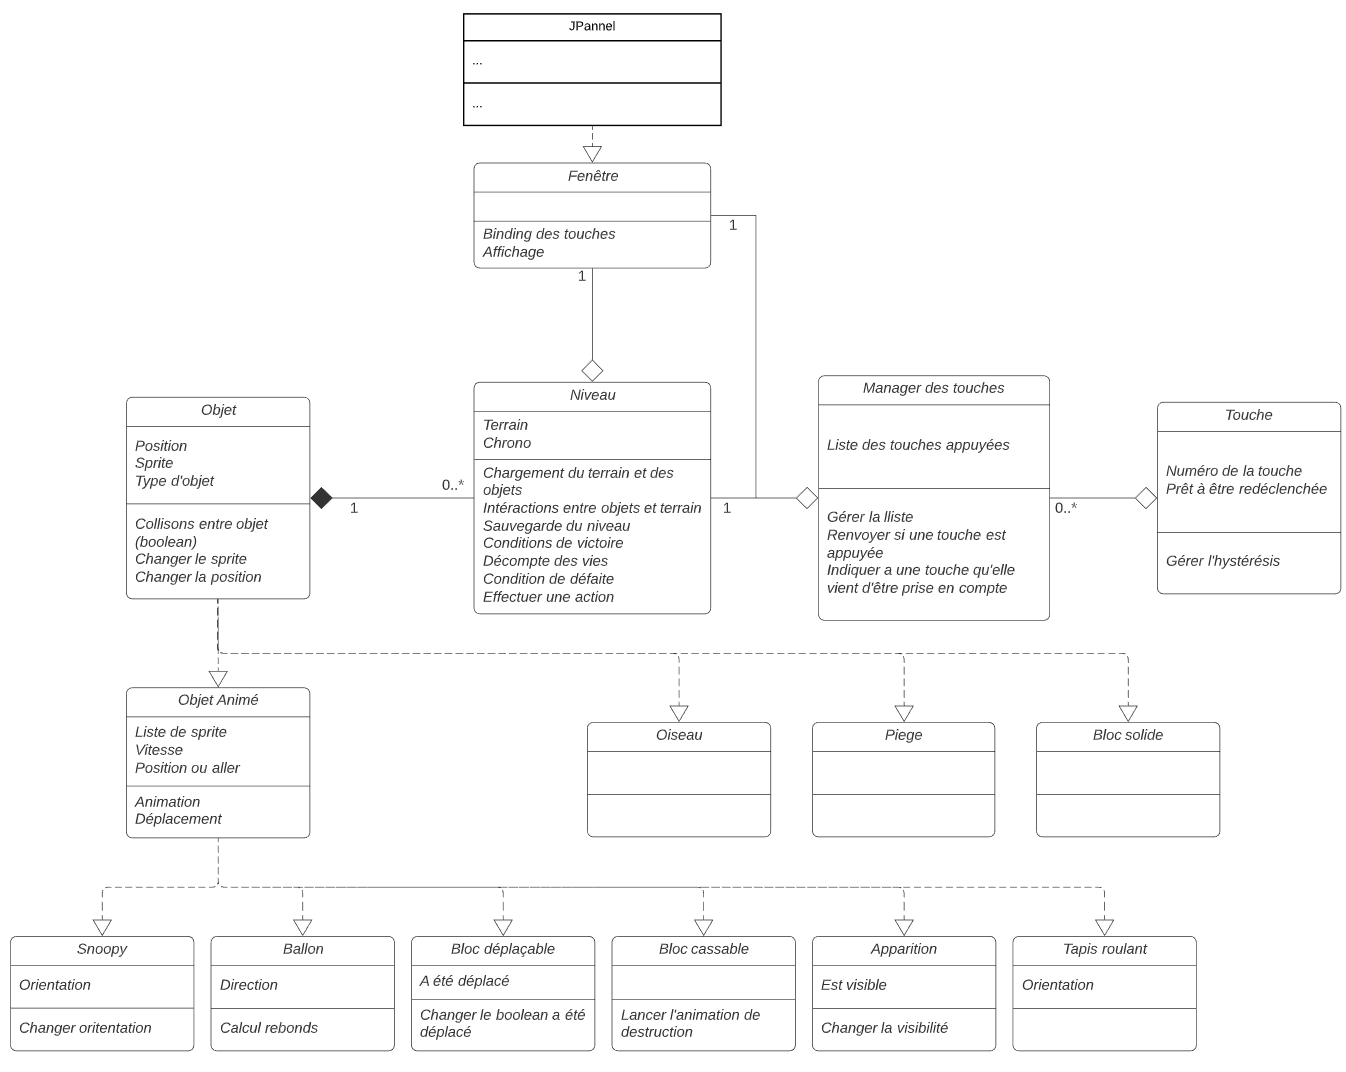 JPannel
...
...
Fenêtre
Binding des touches
Affichage
1
1
Objet
Position
Sprite
Type d'objet
Collisons entre objet
(boolean)
Changer le sprite
Changer la position
1
0..*
Niveau
Terrain
Chrono
Chargement du terrain et des
objets
Intéractions entre objets et terrain
Sauvegarde du niveau
Conditions de victoire
Décompte des vies
Condition de défaite
Effectuer une action
1
Manager des touches
Liste des touches appuyées
Gérer la lliste
Renvoyer si une touche est
appuyée
Indiquer a une touche qu'elle
vient d'être prise en compte
0..*
Touche
Numéro de la touche
Prêt à être redéclenchée
Gérer l'hystérésis
Objet Animé
Liste de sprite
Vitesse
Position ou aller
Animation
Déplacement
Oiseau
Piege
Bloc solide
Snoopy
Orientation
Changer oritentation
Ballon
Direction
Calcul rebonds
Bloc déplaçable
A été déplacé
Changer le boolean a été
déplacé
Bloc cassable
Lancer l'animation de
destruction
Apparition
Est visible
Changer la visibilité
Tapis roulant
Orientation